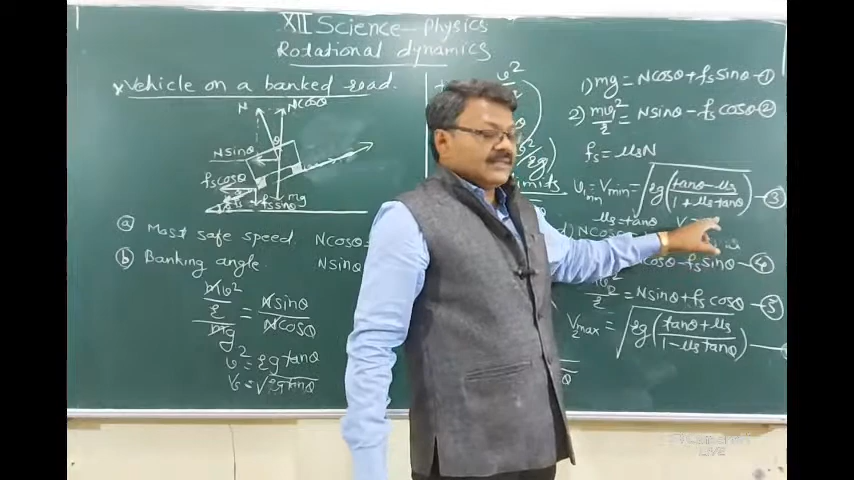 XII Science - Physics
Rotational dynamics
* Vehicle on a banked road.
N
Ncosθ
θ
Nsinθ
fscosθ
fssinθ
mg
ⓐ Most safe speed.
ⓑ Banking angle.
Ncosθ
Nsinθ
mv²/r / mg = Nsinθ / Ncosθ
v² = rg tanθ
Vs = √rg tanθ
v²
rg
limits
1) mg = Ncosθ + fs sinθ - ①
2) mv²/r = Nsinθ - fs cosθ - ②
fs = μsN
Vmin = √rg (tanθ - μs / 1 + μs tanθ) - ③
μs = tanθ
cosθ - fs sinθ - ④
= Nsinθ + fs cosθ - ⑤
Vmax = √rg (tanθ + μs / 1 - μs tanθ) -
LIVE